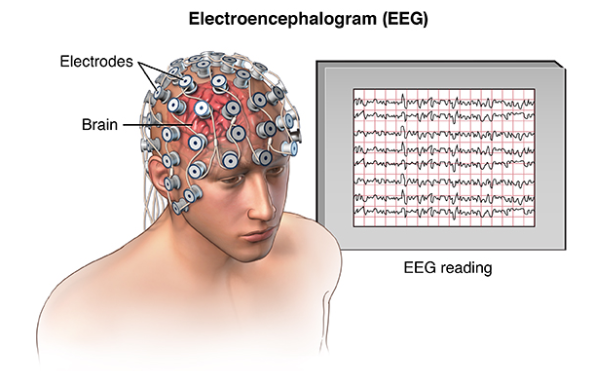 Electroencephalogram (EEG)
Electrodes
Brain
EEG reading